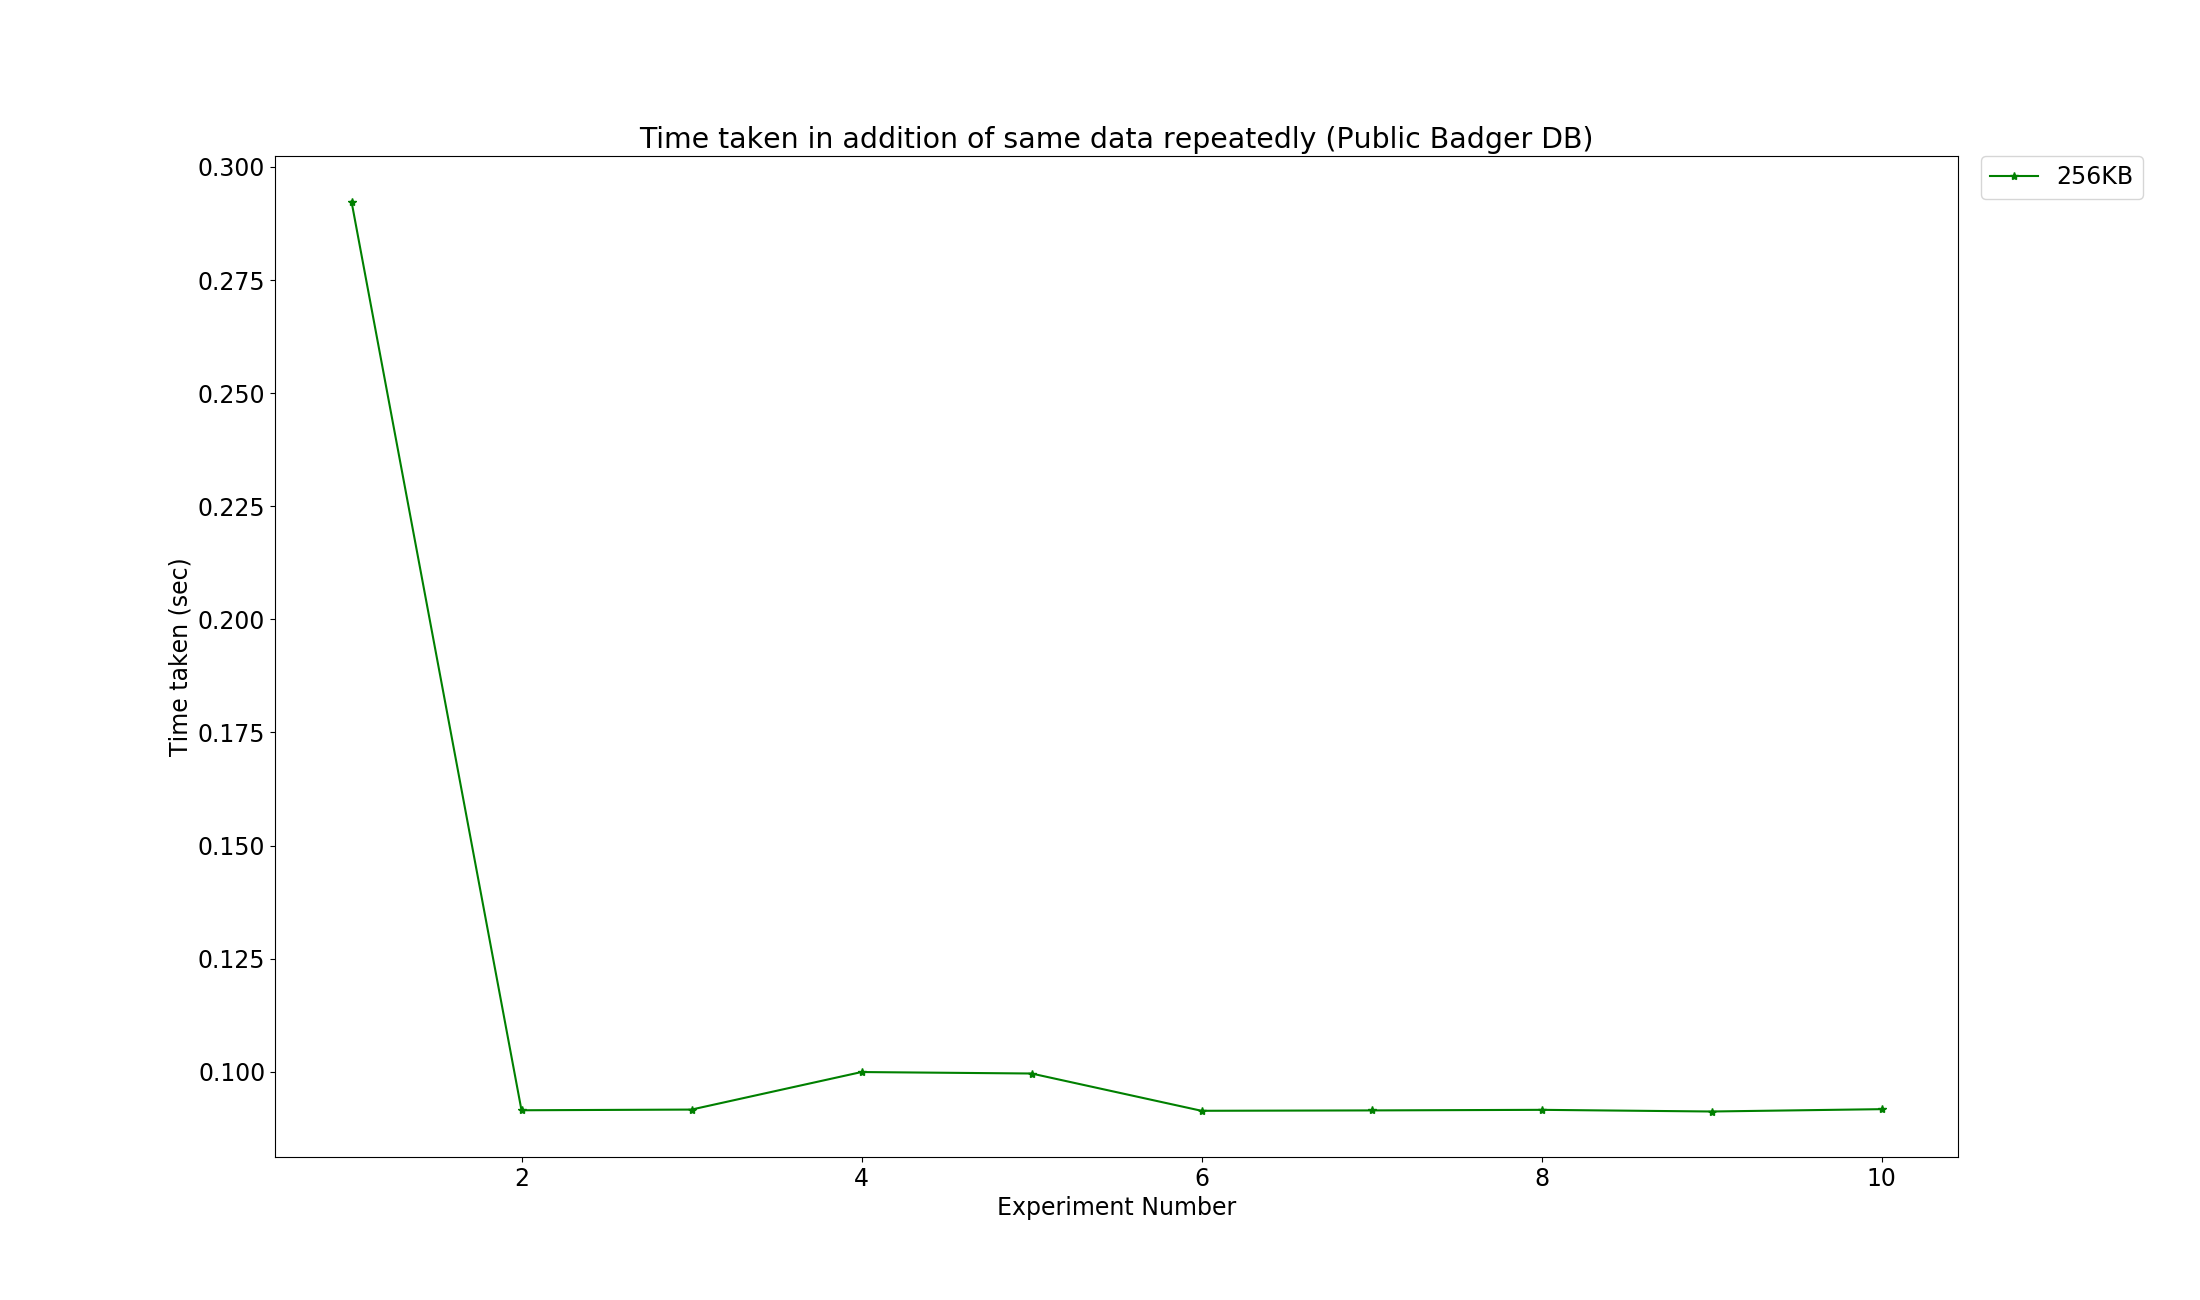 Time taken in addition of same data repeatedly (Public Badger DB)
256KB
0.300
0.275
0.250
0.225
0.200
0.175
0.150
0.125
0.100
Time taken (sec)
2 4 6 8 10
Experiment Number